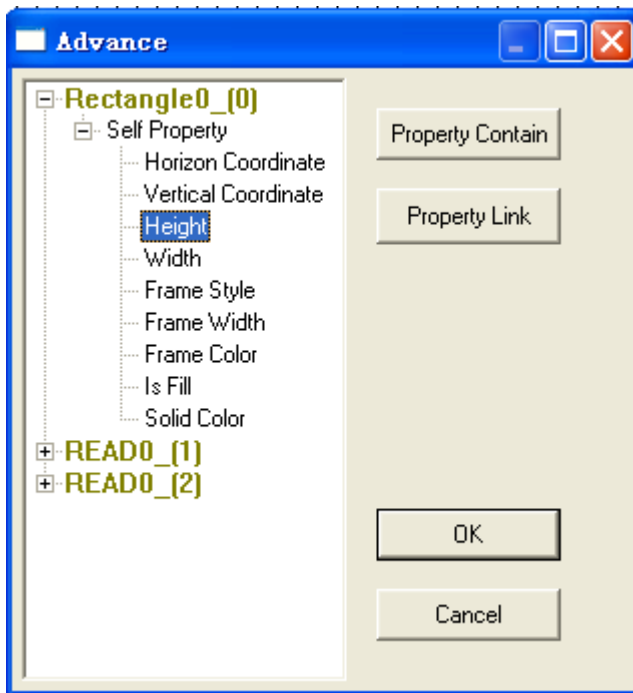 Advance
Rectangle0_(0)
Self Property
Horizon Coordinate
Vertical Coordinate
Height
Width
Frame Style
Frame Width
Frame Color
Is Fill
Solid Color
READ0_(1)
READ0_(2)
Property Contain
Property Link
OK
Cancel